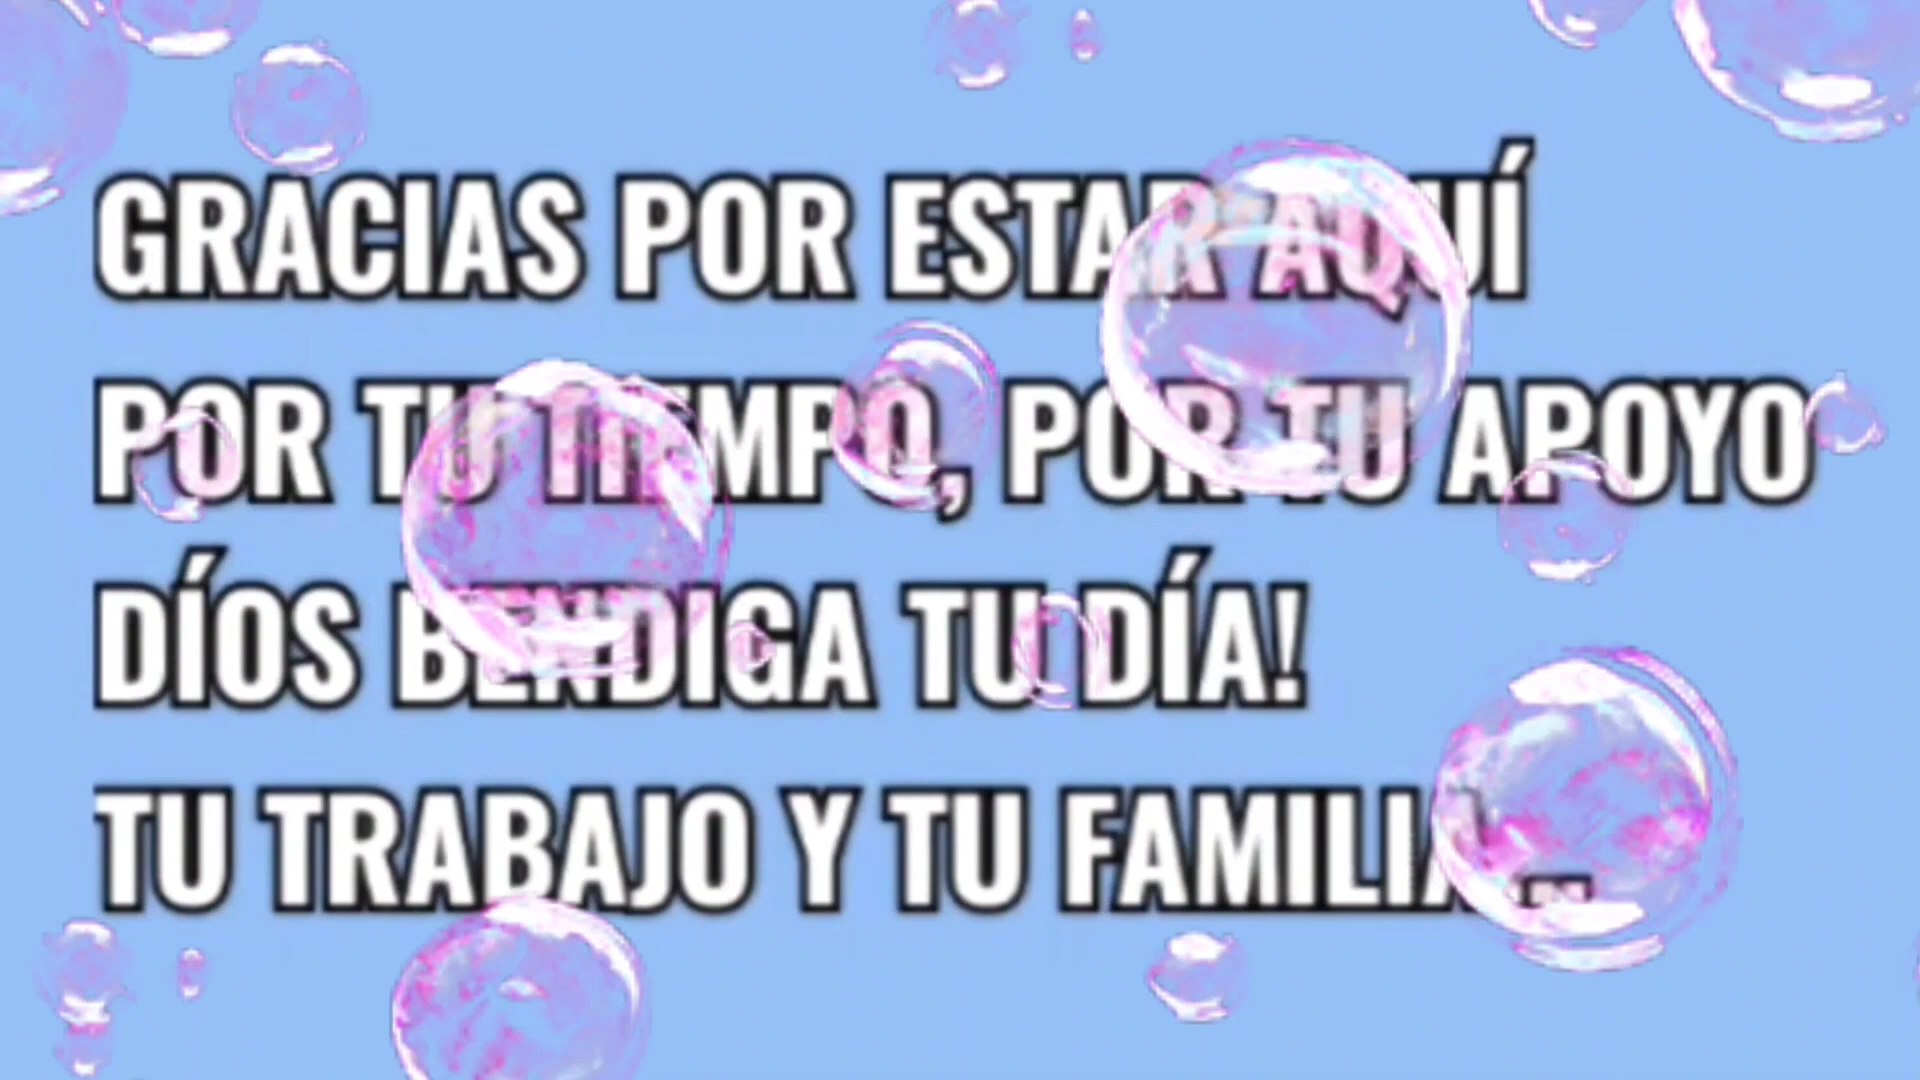 GRACIAS POR ESTAR AQUÍ
POR TU TIEMPO, POR TU APOYO
DÍOS BENDIGA TU DÍA!
TU TRABAJO Y TU FAMILIA..